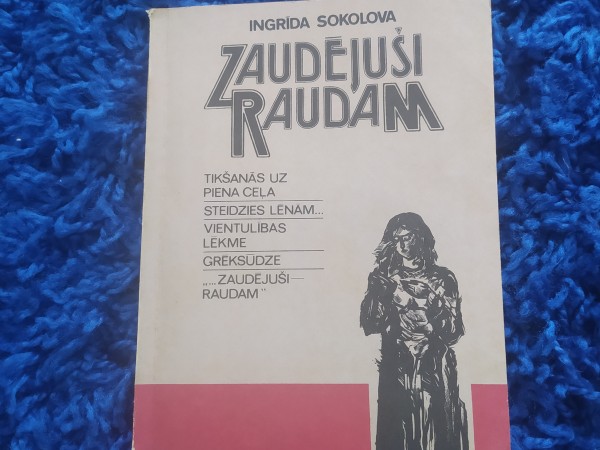 INGRĪDA SOKOLOVA
ZAUDĒJUŠI
RAUDAM
TIKŠANĀS UZ
PIENA CEĻA
STEIDZIES LĒNĀM...
VIENTULĪBAS
LĒKME
GRĒKSŪDZE
„...ZAUDĒJUŠI—
RAUDAM"